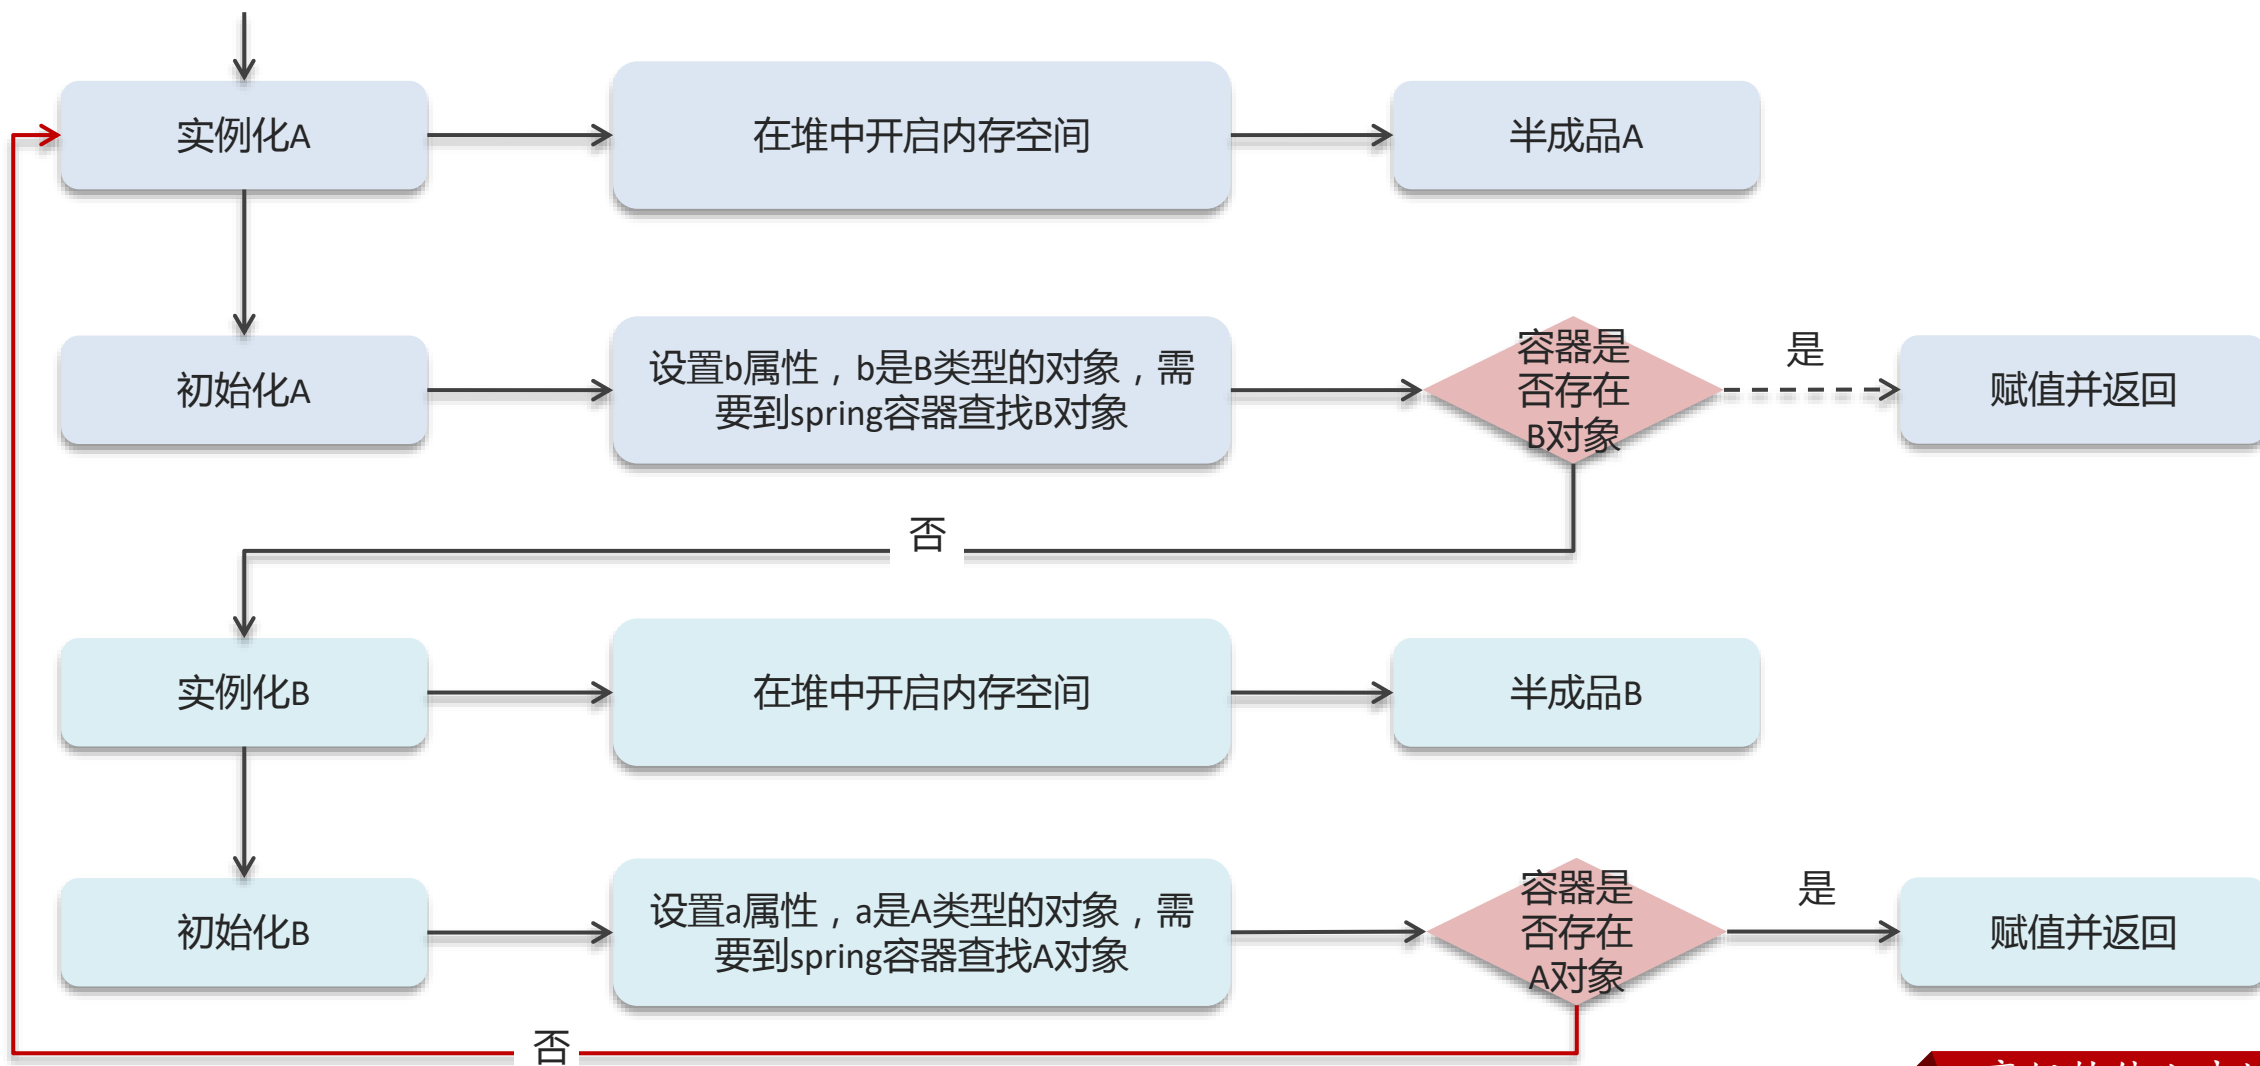 实例化A
在堆中开启内存空间
半成品A
初始化A
设置b属性，b是B类型的对象，需
要到spring容器查找B对象
容器是
否存在
B对象
是
赋值并返回
否
实例化B
在堆中开启内存空间
半成品B
初始化B
设置a属性，a是A类型的对象，需
要到spring容器查找A对象
容器是
否存在
A对象
是
赋值并返回
否